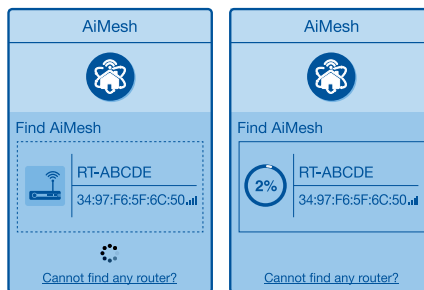 AiMesh
Find AiMesh
RT-ABCDE
34:97:F6:5F:6C:50
Cannot find any router?
AiMesh
Find AiMesh
2%
RT-ABCDE
34:97:F6:5F:6C:50
Cannot find any router?